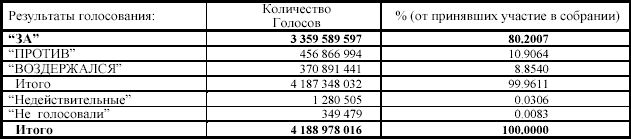 Результаты голосования: Количество Голосов % (от принявших участие в собрании)
“ЗА” 3 359 589 597 80.2007
“ПРОТИВ” 456 866 994 10.9064
“ВОЗДЕРЖАЛСЯ” 370 891 441 8.8540
Итого 4 187 348 032 99.9611
“Недействительные” 1 280 505 0.0306
“Не голосовали” 349 479 0.0083
Итого 4 188 978 016 100.0000